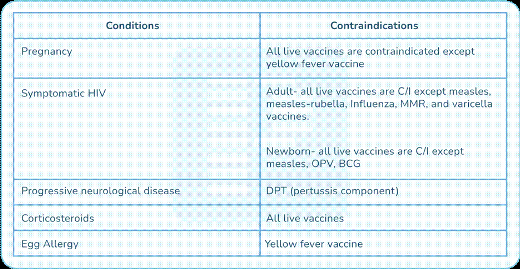 Conditions
Contraindications
Pregnancy
All live vaccines are contraindicated except
yellow fever vaccine
Symptomatic HIV
Adult- all live vaccines are C/I except measles,
measles-rubella, Influenza, MMR, and varicella
vaccines.
Newborn- all live vaccines are C/I except
measles, OPV, BCG
Progressive neurological disease
DPT (pertussis component)
Corticosteroids
All live vaccines
Egg Allergy
Yellow fever vaccine